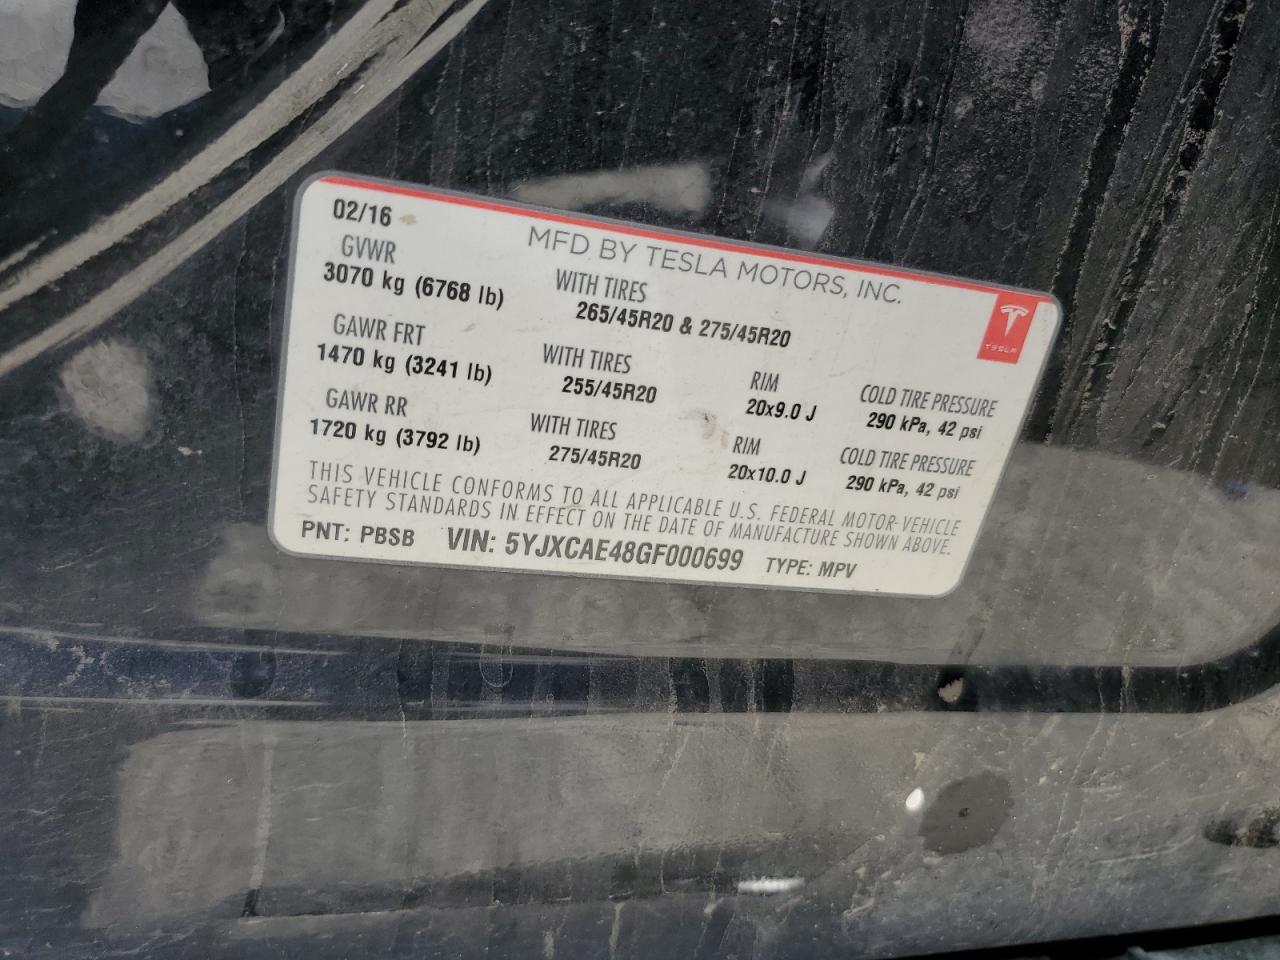 02/16
MFD BY TESLA MOTORS, INC.
GVWR WITH TIRES
3070 kg (6768 lb) 265/45R20 & 275/45R20
TESLA
GAWR FRT WITH TIRES RIM COLD TIRE PRESSURE
1470 kg (3241 lb) 255/45R20 20x9.0 J 290 kPa, 42 psi
GAWR RR WITH TIRES RIM COLD TIRE PRESSURE
1720 kg (3792 lb) 275/45R20 20x10.0 J 290 kPa, 42 psi
THIS VEHICLE CONFORMS TO ALL APPLICABLE U.S. FEDERAL MOTOR VEHICLE
SAFETY STANDARDS IN EFFECT ON THE DATE OF MANUFACTURE SHOWN ABOVE.
PNT: PBSB VIN: 5YJXCAE48GF000699 TYPE: MPV